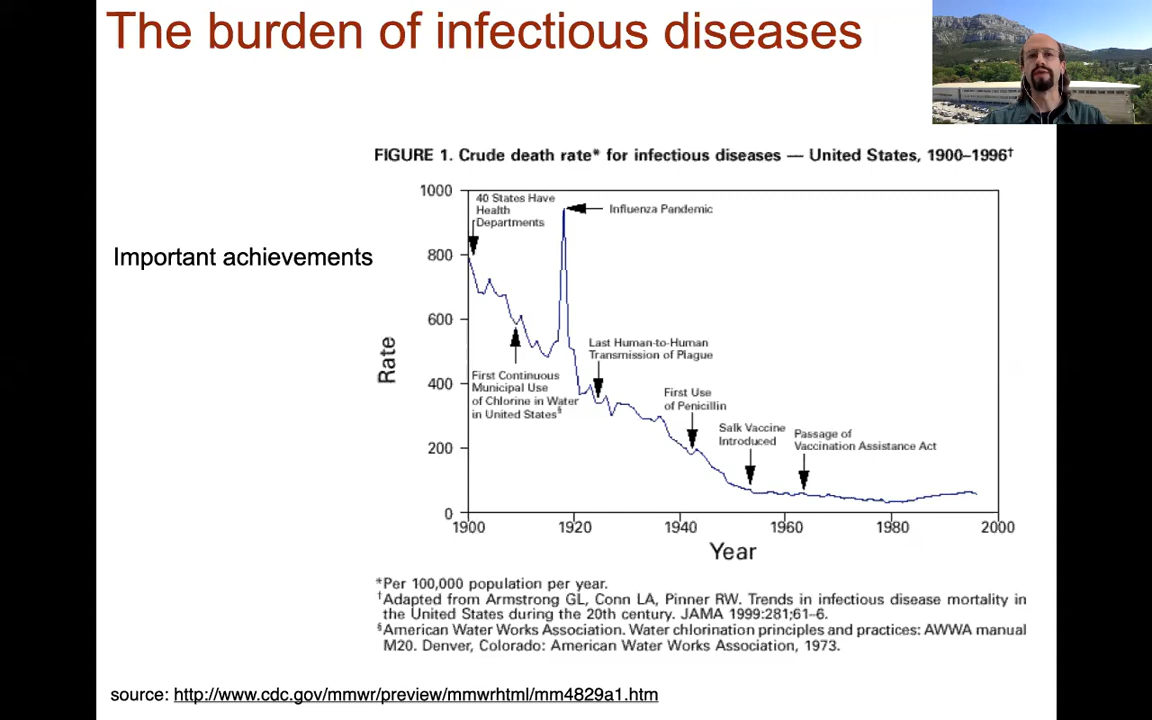 The burden of infectious diseases
FIGURE 1. Crude death rate* for infectious diseases — United States, 1900–1996†
Important achievements
Rate
1000
800
600
400
200
0
40 States Have
Health
Departments
Influenza Pandemic
First Continuous
Municipal Use
of Chlorine in Water
in United States§
Last Human-to-Human
Transmission of Plague
First Use
of Penicillin
Salk Vaccine
Introduced
Passage of
Vaccination Assistance Act
1900 1920 1940 1960 1980 2000
Year
*Per 100,000 population per year.
†Adapted from Armstrong GL, Conn LA, Pinner RW. Trends in infectious disease mortality in
the United States during the 20th century. JAMA 1999:281;61–6.
§American Water Works Association. Water chlorination principles and practices: AWWA manual
M20. Denver, Colorado: American Water Works Association, 1973.
source: http://www.cdc.gov/mmwr/preview/mmwrhtml/mm4829a1.htm